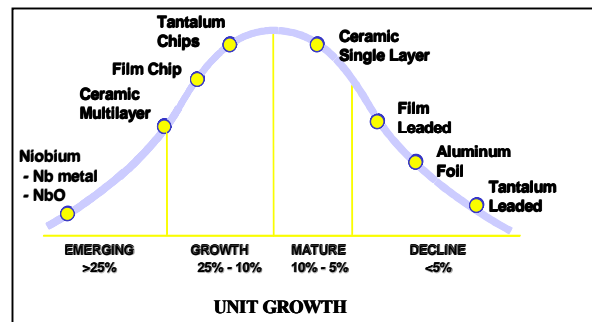 Tantalum
Chips
Film Chip
Ceramic
Multilayer
Niobium
- Nb metal
- NbO
Ceramic
Single Layer
Film
Leaded
Aluminum
Foil
Tantalum
Leaded
EMERGING
>25%
GROWTH
25% - 10%
MATURE
10% - 5%
DECLINE
<5%
UNIT GROWTH